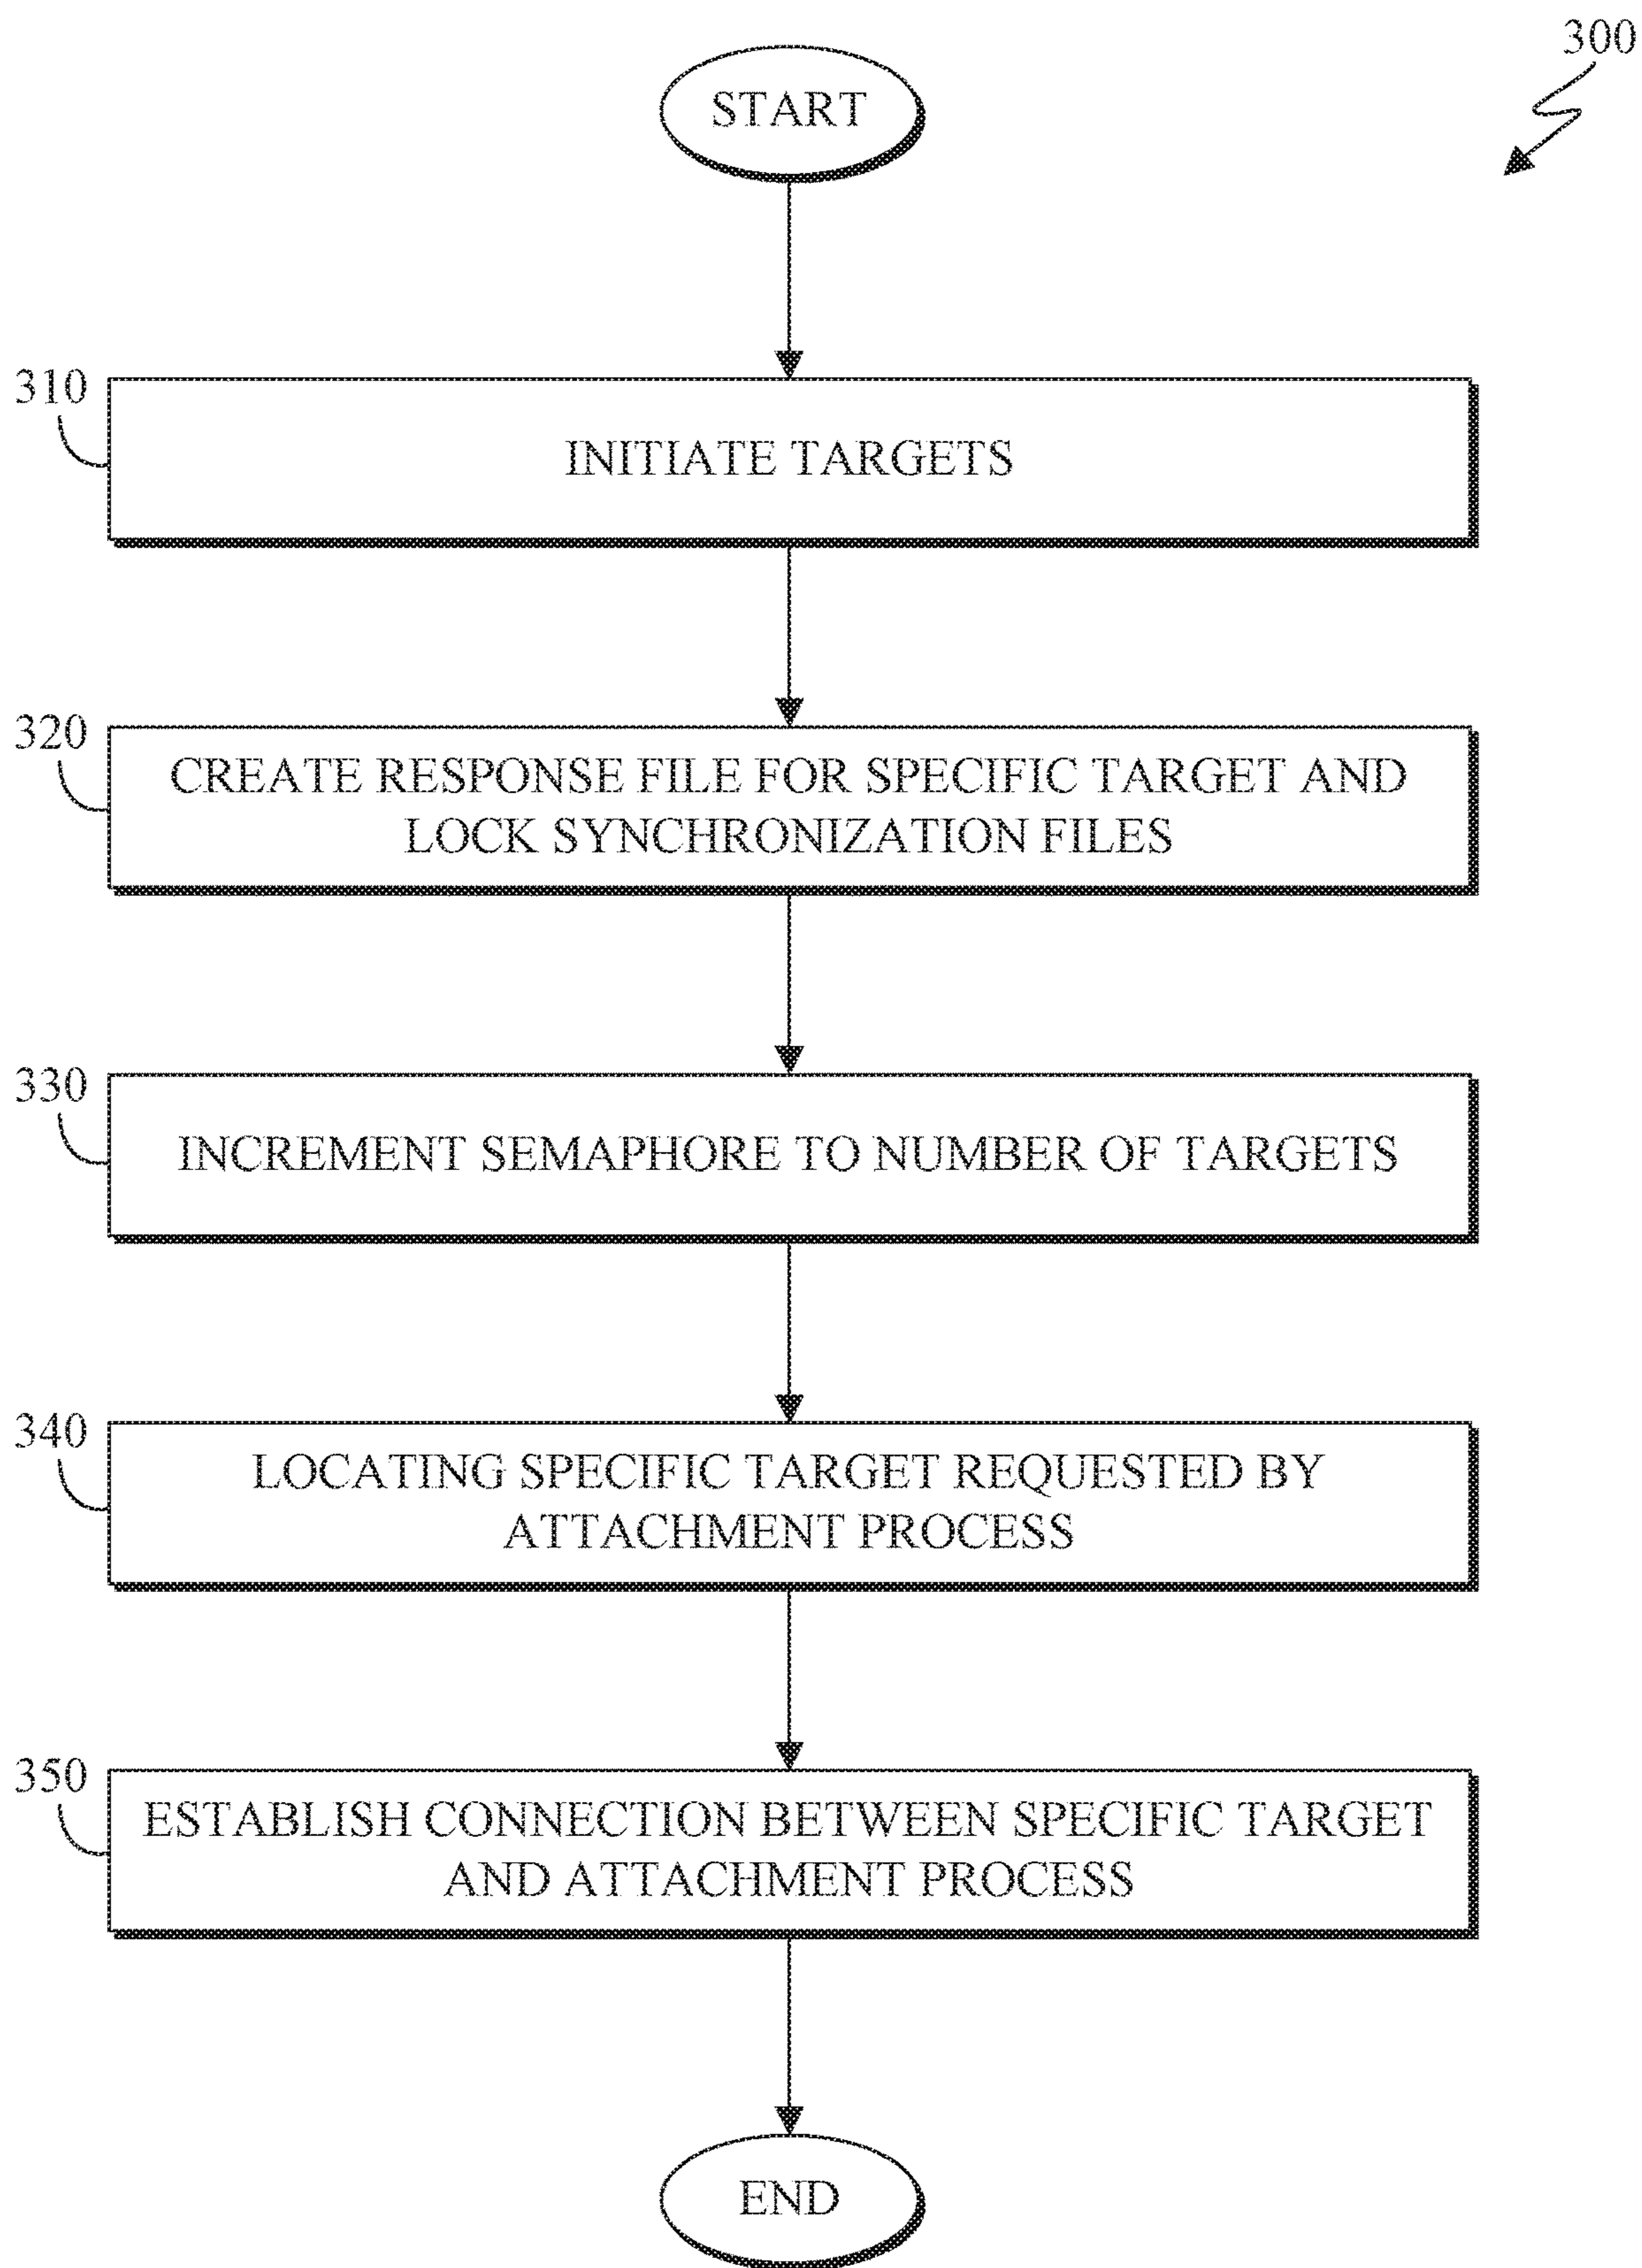 300
START
310
INITIATE TARGETS
320
CREATE RESPONSE FILE FOR SPECIFIC TARGET AND
LOCK SYNCHRONIZATION FILES
330
INCREMENT SEMAPHORE TO NUMBER OF TARGETS
340
LOCATING SPECIFIC TARGET REQUESTED BY
ATTACHMENT PROCESS
350
ESTABLISH CONNECTION BETWEEN SPECIFIC TARGET
AND ATTACHMENT PROCESS
END